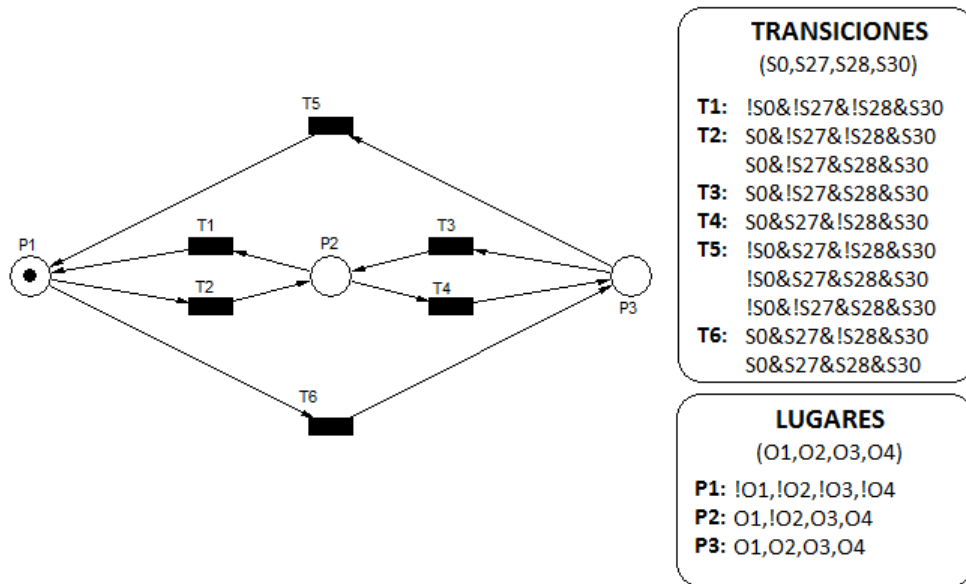 T5
P1
T1
P2
T3
T2
T4
P3
T6
TRANSICIONES
(S0,S27,S28,S30)
T1: !S0&!S27&!S28&S30
T2: S0&!S27&!S28&S30
S0&!S27&S28&S30
T3: S0&!S27&S28&S30
T4: S0&S27&!S28&S30
T5: !S0&S27&!S28&S30
!S0&S27&S28&S30
!S0&!S27&S28&S30
T6: S0&S27&!S28&S30
S0&S27&S28&S30
LUGARES
(O1,O2,O3,O4)
P1: !O1,!O2,!O3,!O4
P2: O1,!O2,O3,O4
P3: O1,O2,O3,O4